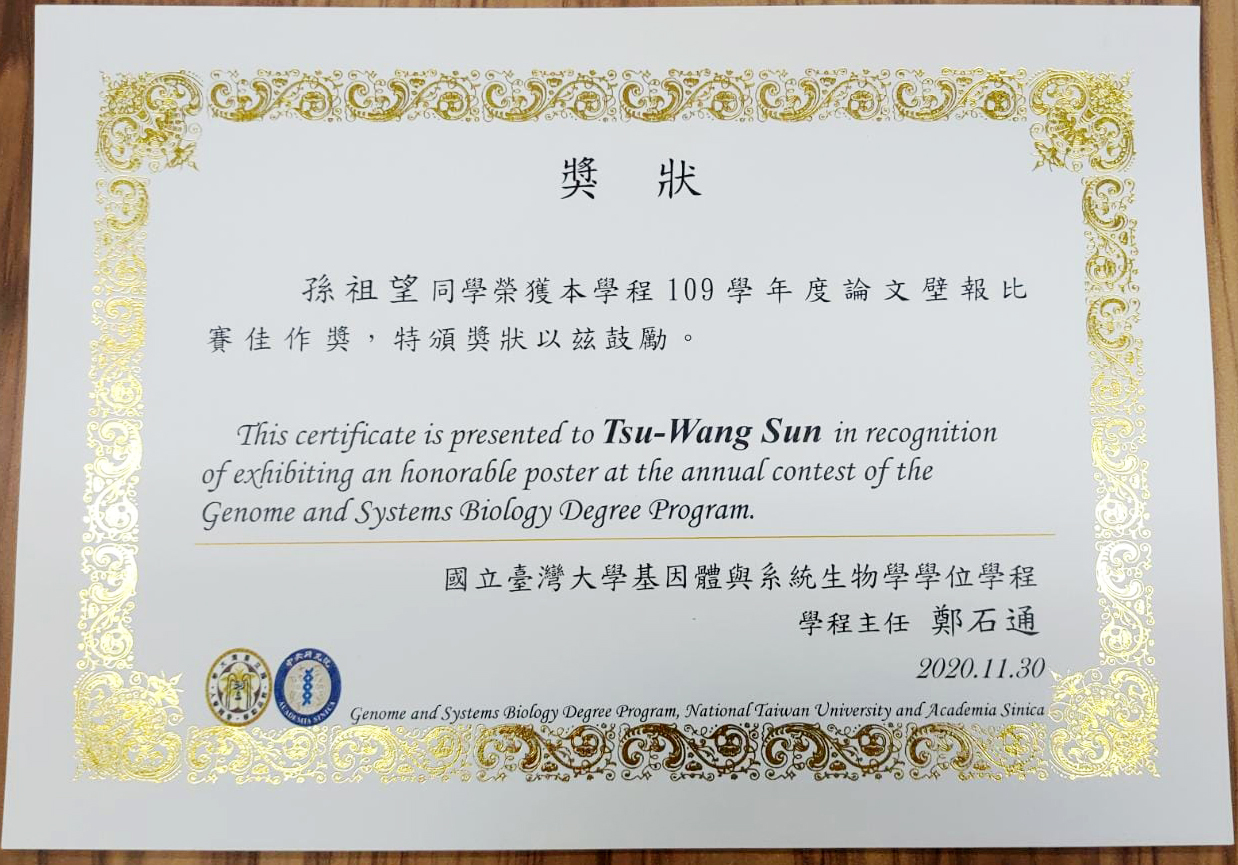 獎 狀
孫祖望同學榮獲本學程109學年度論文壁報比
賽佳作獎,特頒獎狀以茲鼓勵。
This certificate is presented to Tsu-Wang Sun in recognition
of exhibiting an honorable poster at the annual contest of the
Genome and Systems Biology Degree Program.
國立臺灣大學基因體與系統生物學學位學程
學程主任 鄭石通
2020.11.30
中央研究院
ACADEMIA SINICA
Genome and Systems Biology Degree Program, National Taiwan University and Academia Sinica